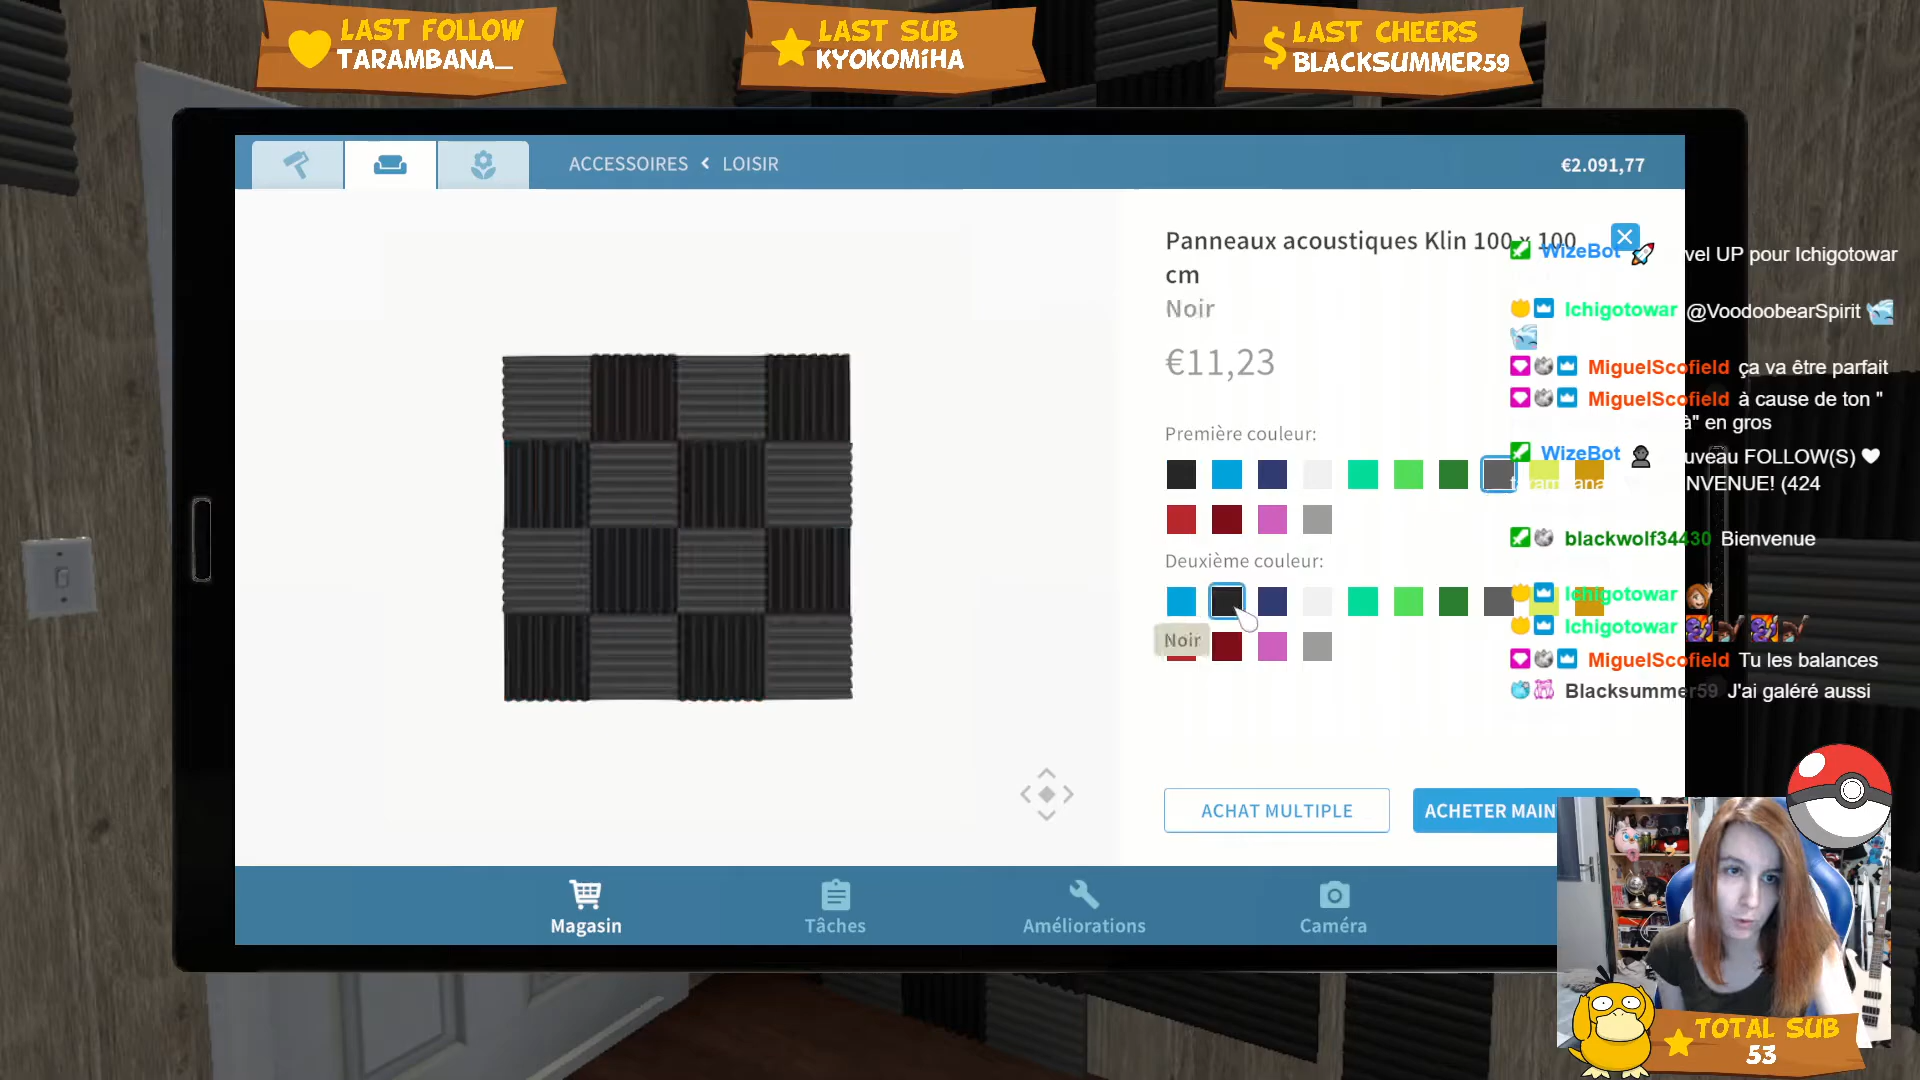 LAST FOLLOW
TARAMBANA_
LAST SUB
KYOKOMIHA
LAST CHEERS
BLACKSUMMER59
ACCESSOIRES < LOISIR
€2.091,77
Panneaux acoustiques Klin 100 x 100
cm
Noir
€11,23
Première couleur:
Deuxième couleur:
Noir
ACHAT MULTIPLE
ACHETER MAIN
Magasin
Tâches
Améliorations
Caméra
WizeBot vel UP pour Ichigotowar
Ichigotowar @VoodoobearSpirit
MiguelScofield ça va être parfait
MiguelScofield à cause de ton "
à" en gros
WizeBot uveau FOLLOW(S) ♥
NVENUE! (424
blackwolf34430 Bienvenue
Ichigotowar
Ichigotowar
MiguelScofield Tu les balances
Blacksummer59 J'ai galéré aussi
TOTAL SUB
53